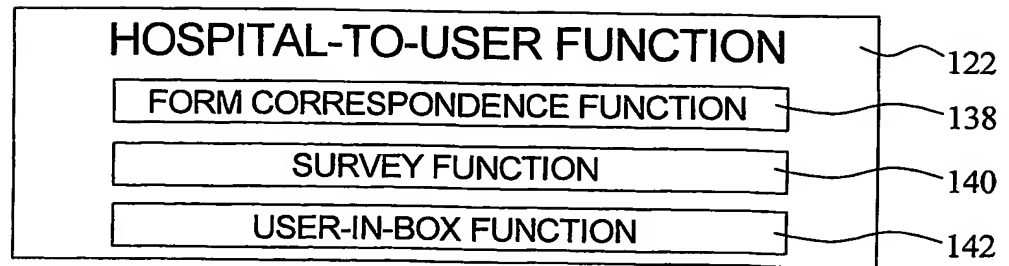 HOSPITAL-TO-USER FUNCTION 122
FORM CORRESPONDENCE FUNCTION 138
SURVEY FUNCTION 140
USER-IN-BOX FUNCTION 142